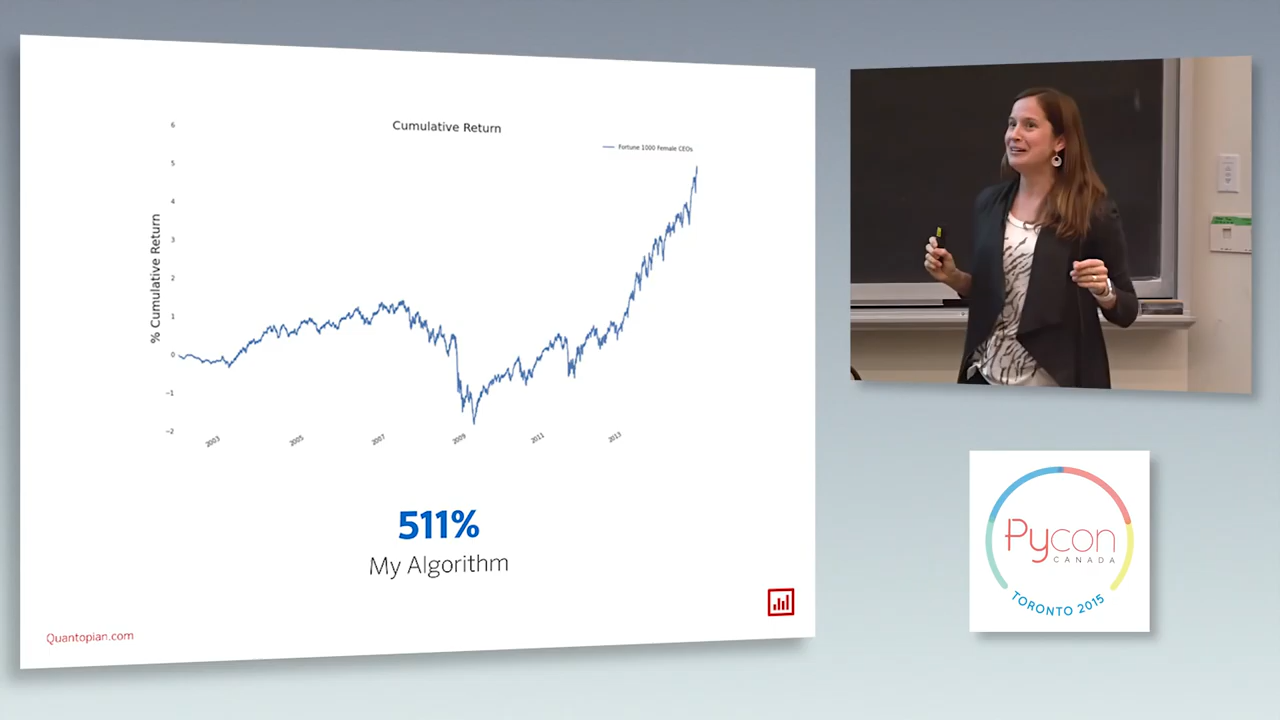 Cumulative Return
Fortune 1000 Female CEOs
% Cumulative Return
6
5
4
3
2
1
0
−1
−2
2003
2005
2007
2009
2011
2013
511%
My Algorithm
Quantopian.com
Pycon
CANADA
TORONTO 2015